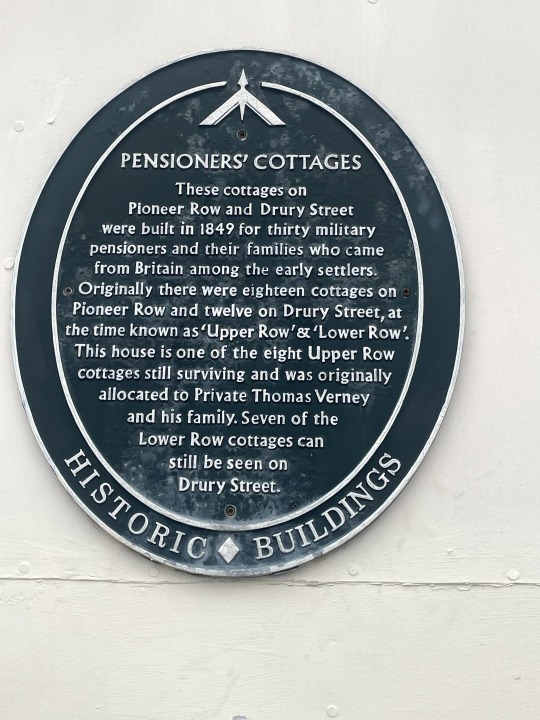 PENSIONERS' COTTAGES
These cottages on
Pioneer Row and Drury Street
were built in 1849 for thirty military
pensioners and their families who came
from Britain among the early settlers.
Originally there were eighteen cottages on
Pioneer Row and twelve on Drury Street, at
the time known as 'Upper Row' & 'Lower Row'.
This house is one of the eight Upper Row
cottages still surviving and was originally
allocated to Private Thomas Verney
and his family. Seven of the
Lower Row cottages can
still be seen on
Drury Street.
HISTORIC BUILDINGS